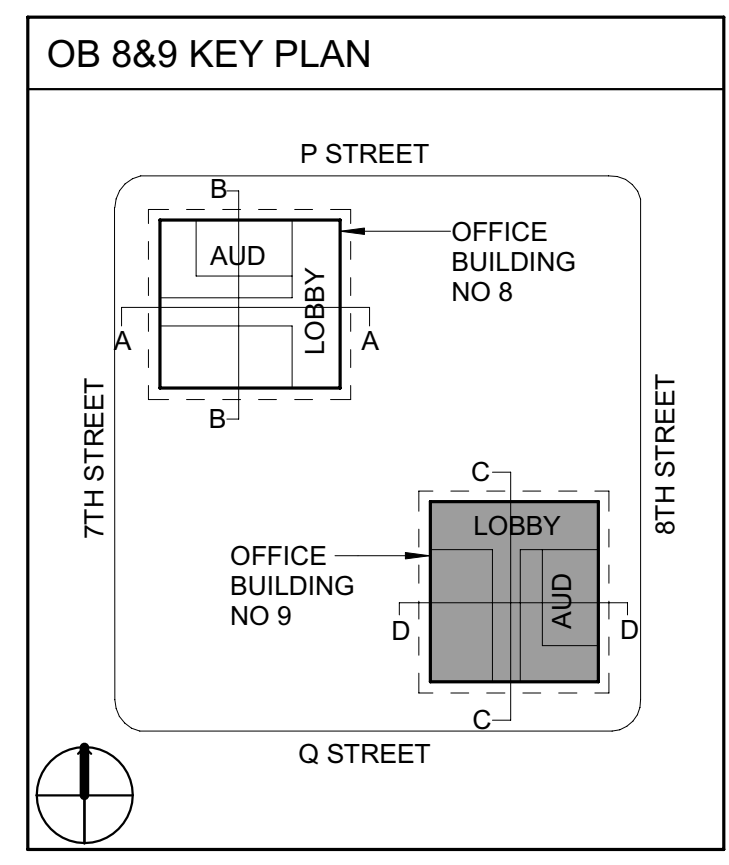 OB 8&9 KEY PLAN
P STREET
B
AUD
LOBBY
OFFICE
BUILDING
NO 8
A
A
B
7TH STREET
8TH STREET
C
LOBBY
OFFICE
BUILDING
NO 9
AUD
D
D
C
Q STREET